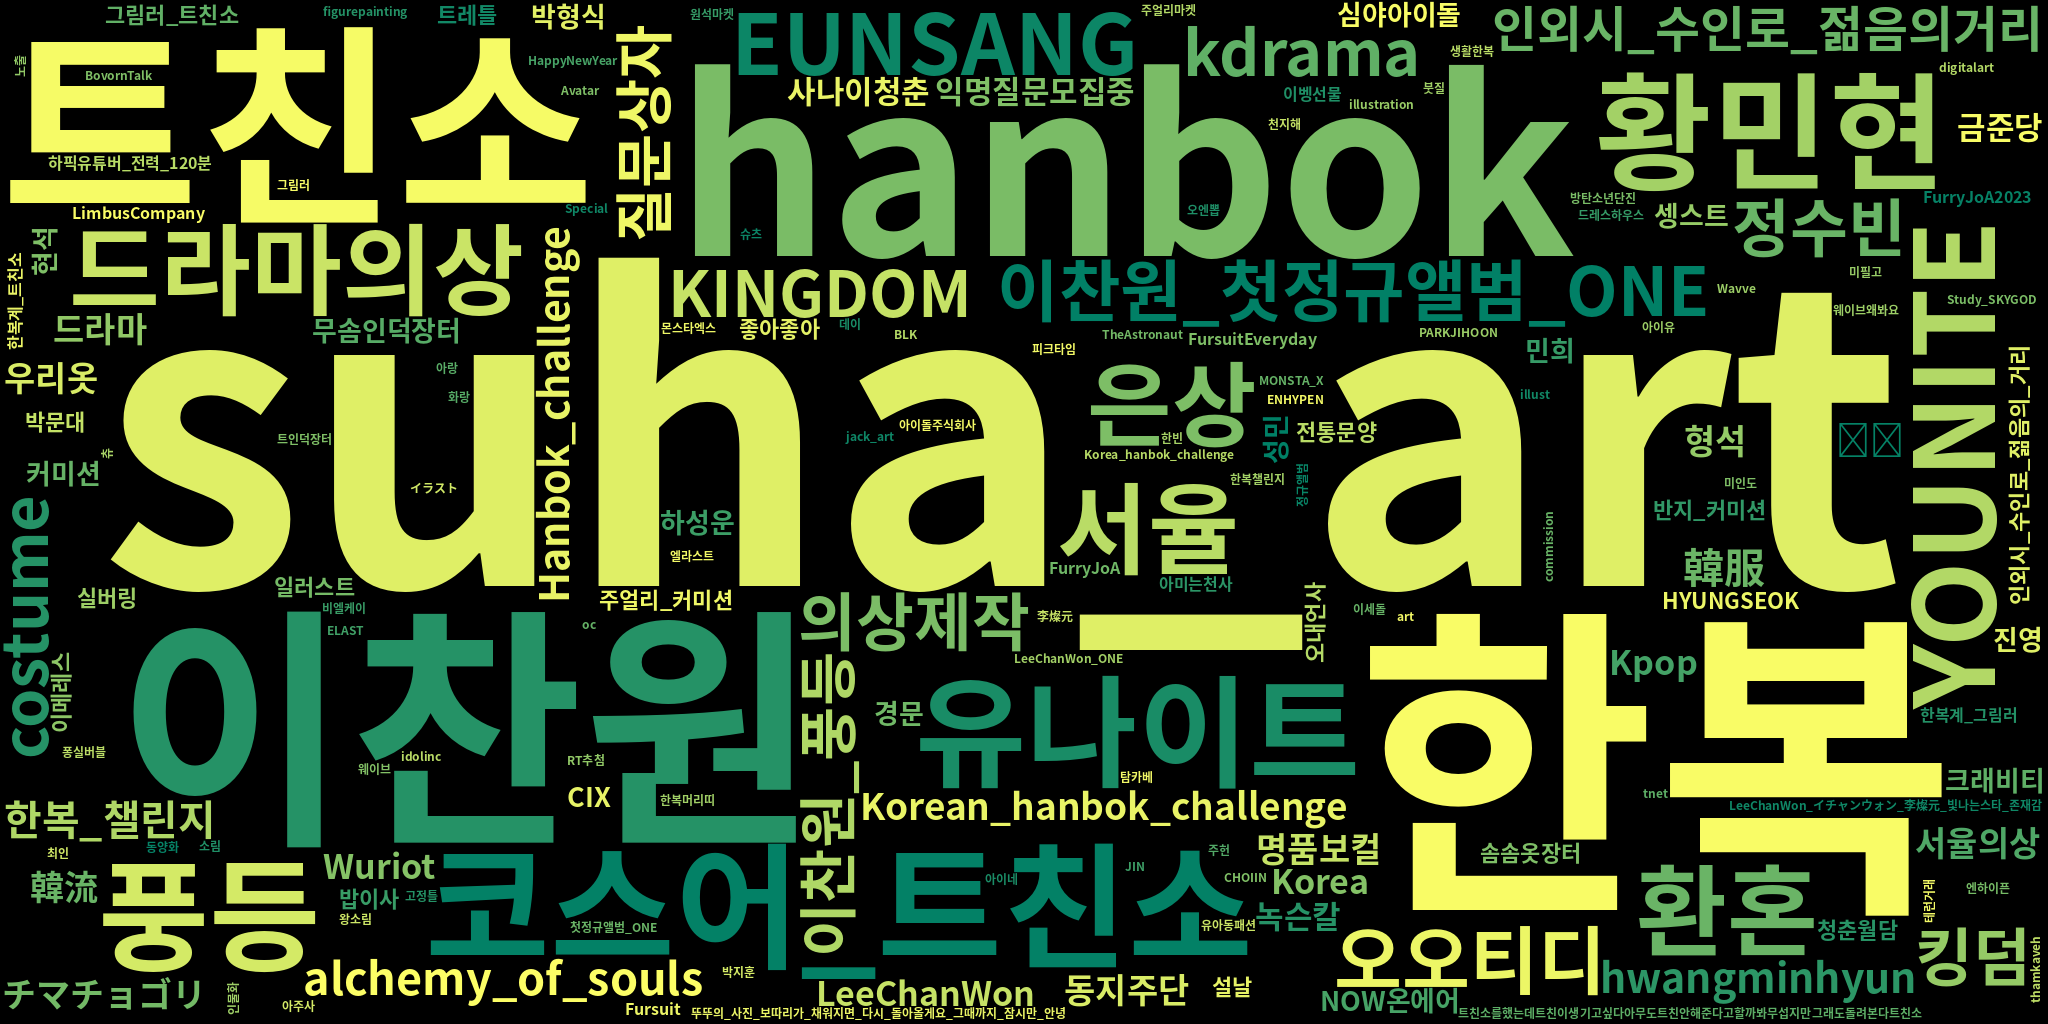 그림러_트친소
figurepainting
트레틀
박형식
원석마켓
EUNSANG
주얼리마켓
심야아이돌
인외시_수인로_젊음의거리
트친소
노출
BovornTalk
HappyNewYear
Avatar
질문상자
kdrama
생활한복
digitalart
사나이청춘
익명질문모집중
이벵선물
illustration
붓질
천지해
hanbok
황민현
금준당
하픽유튜버_전력_120분
그림러
LimbusCompany
Special
슈츠
오엔뽑
방탄소년단진
드레스하우스
셍스트
정수빈
FurryJoA2023
한복계_트친소
현석
드라마의상
Hanbok_challenge
KINGDOM
이찬원_첫정규앨범_ONE
Wavve
미필고
Study_SKYGOD
웨이브왜봐요
YOUNITE
드라마
무솜인덕장터
몬스타엑스
좋아좋아
데이
BLK
피크타임
TheAstronaut
FursuitEveryday
PARKJIHOON
아이유
민희
우리옷
아랑
화랑
suha_art
은상
MONSTA_X
ENHYPEN
illust
인외시_수인로_젊음의_거리
박문대
트인덕장터
츄
jack_art
아이돌주식회사
한빈
성민
전통문양
형석
Korea_hanbok_challenge
커미션
イラスト
한복챌린지
정규앨범
미인도
costume
하성운
서율
반지_커미션
commission
엘라스트
FurryJoA
아미는천사
韓服
실버링
일러스트
비엘케이
주얼리_커미션
HYUNGSEOK
ELAST
oc
의상제작
李燦元
오내언사
이세돌
art
진영
이메레스
이찬원
LeeChanWon_ONE
한복
Kpop
퐁실버블
웨이브
idolinc
RT추첨
한복머리띠
이찬원_풍등
경문
유나이트
탐카베
한복계_그림러
크래비티
tnet
CIX
Korean_hanbok_challenge
LeeChanWon_イチャンウォン_李燦元_빛나는스타_존재감
한복_챌린지
최인
동양화
소림
명품보컬
솜솜옷장터
서율의상
韓流
풍등
Wuriot
밥이사
고정틀
왕소림
코스어_트친소
첫정규앨범_ONE
아이네
JIN
주헌
CHOIIN
Korea
녹슨칼
유아동패션
환혼
청춘월담
테런거래
엔하이픈
チマチョゴリ
인물화
아주사
alchemy_of_souls
박지훈
LeeChanWon
동지주단
설날
오오티디
NOW온에어
hwangminhyun
킹덤
thamkaveh
Fursuit
뚜뚜의_사진_보따리가_채워지면_다시_돌아올게요_그때까지_잠시만_안녕
트친소를했는데트친이생기고싶다아무도트친안해준다고할까봐무섭지만그래도돌려본다트친소